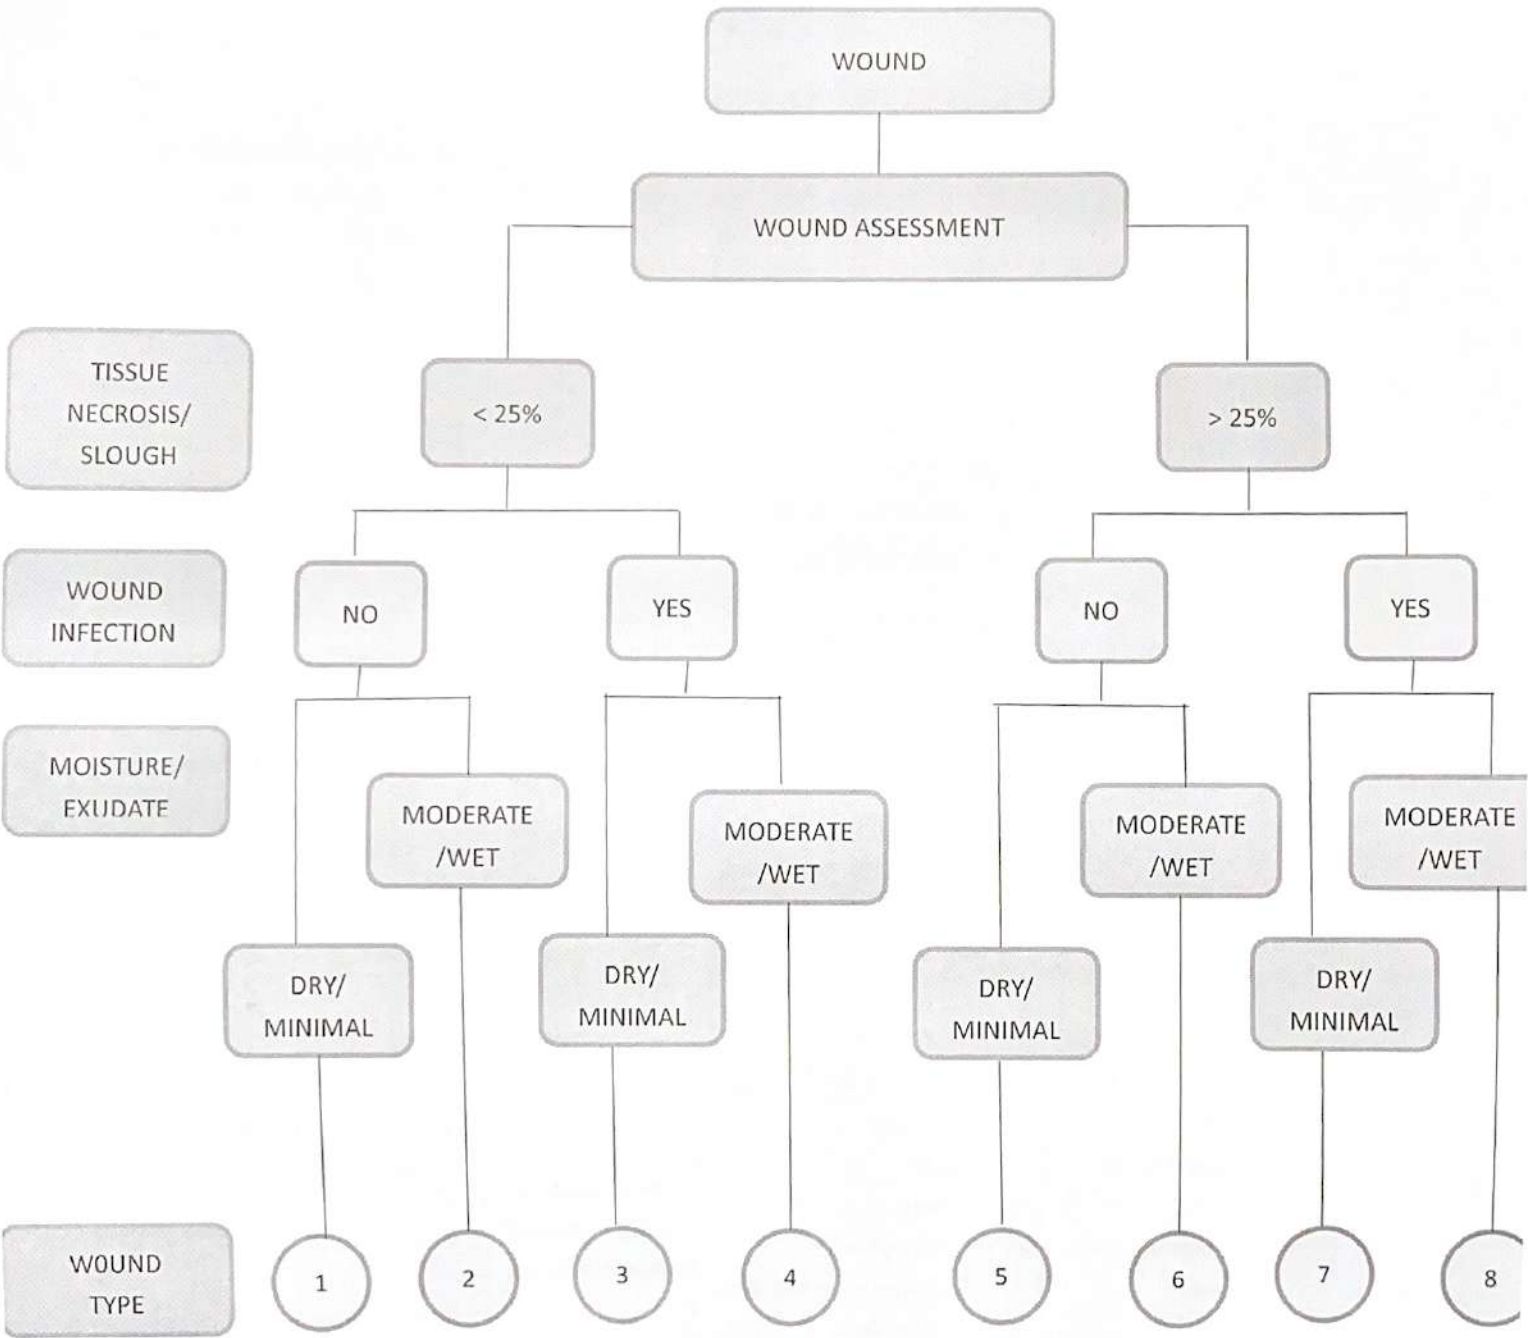 WOUND
WOUND ASSESSMENT
TISSUE
NECROSIS/
SLOUGH
< 25%
> 25%
WOUND
INFECTION
NO
YES
NO
YES
MOISTURE/
EXUDATE
MODERATE
/WET
MODERATE
/WET
MODERATE
/WET
MODERATE
/WET
DRY/
MINIMAL
DRY/
MINIMAL
DRY/
MINIMAL
DRY/
MINIMAL
WOUND
TYPE
1
2
3
4
5
6
7
8